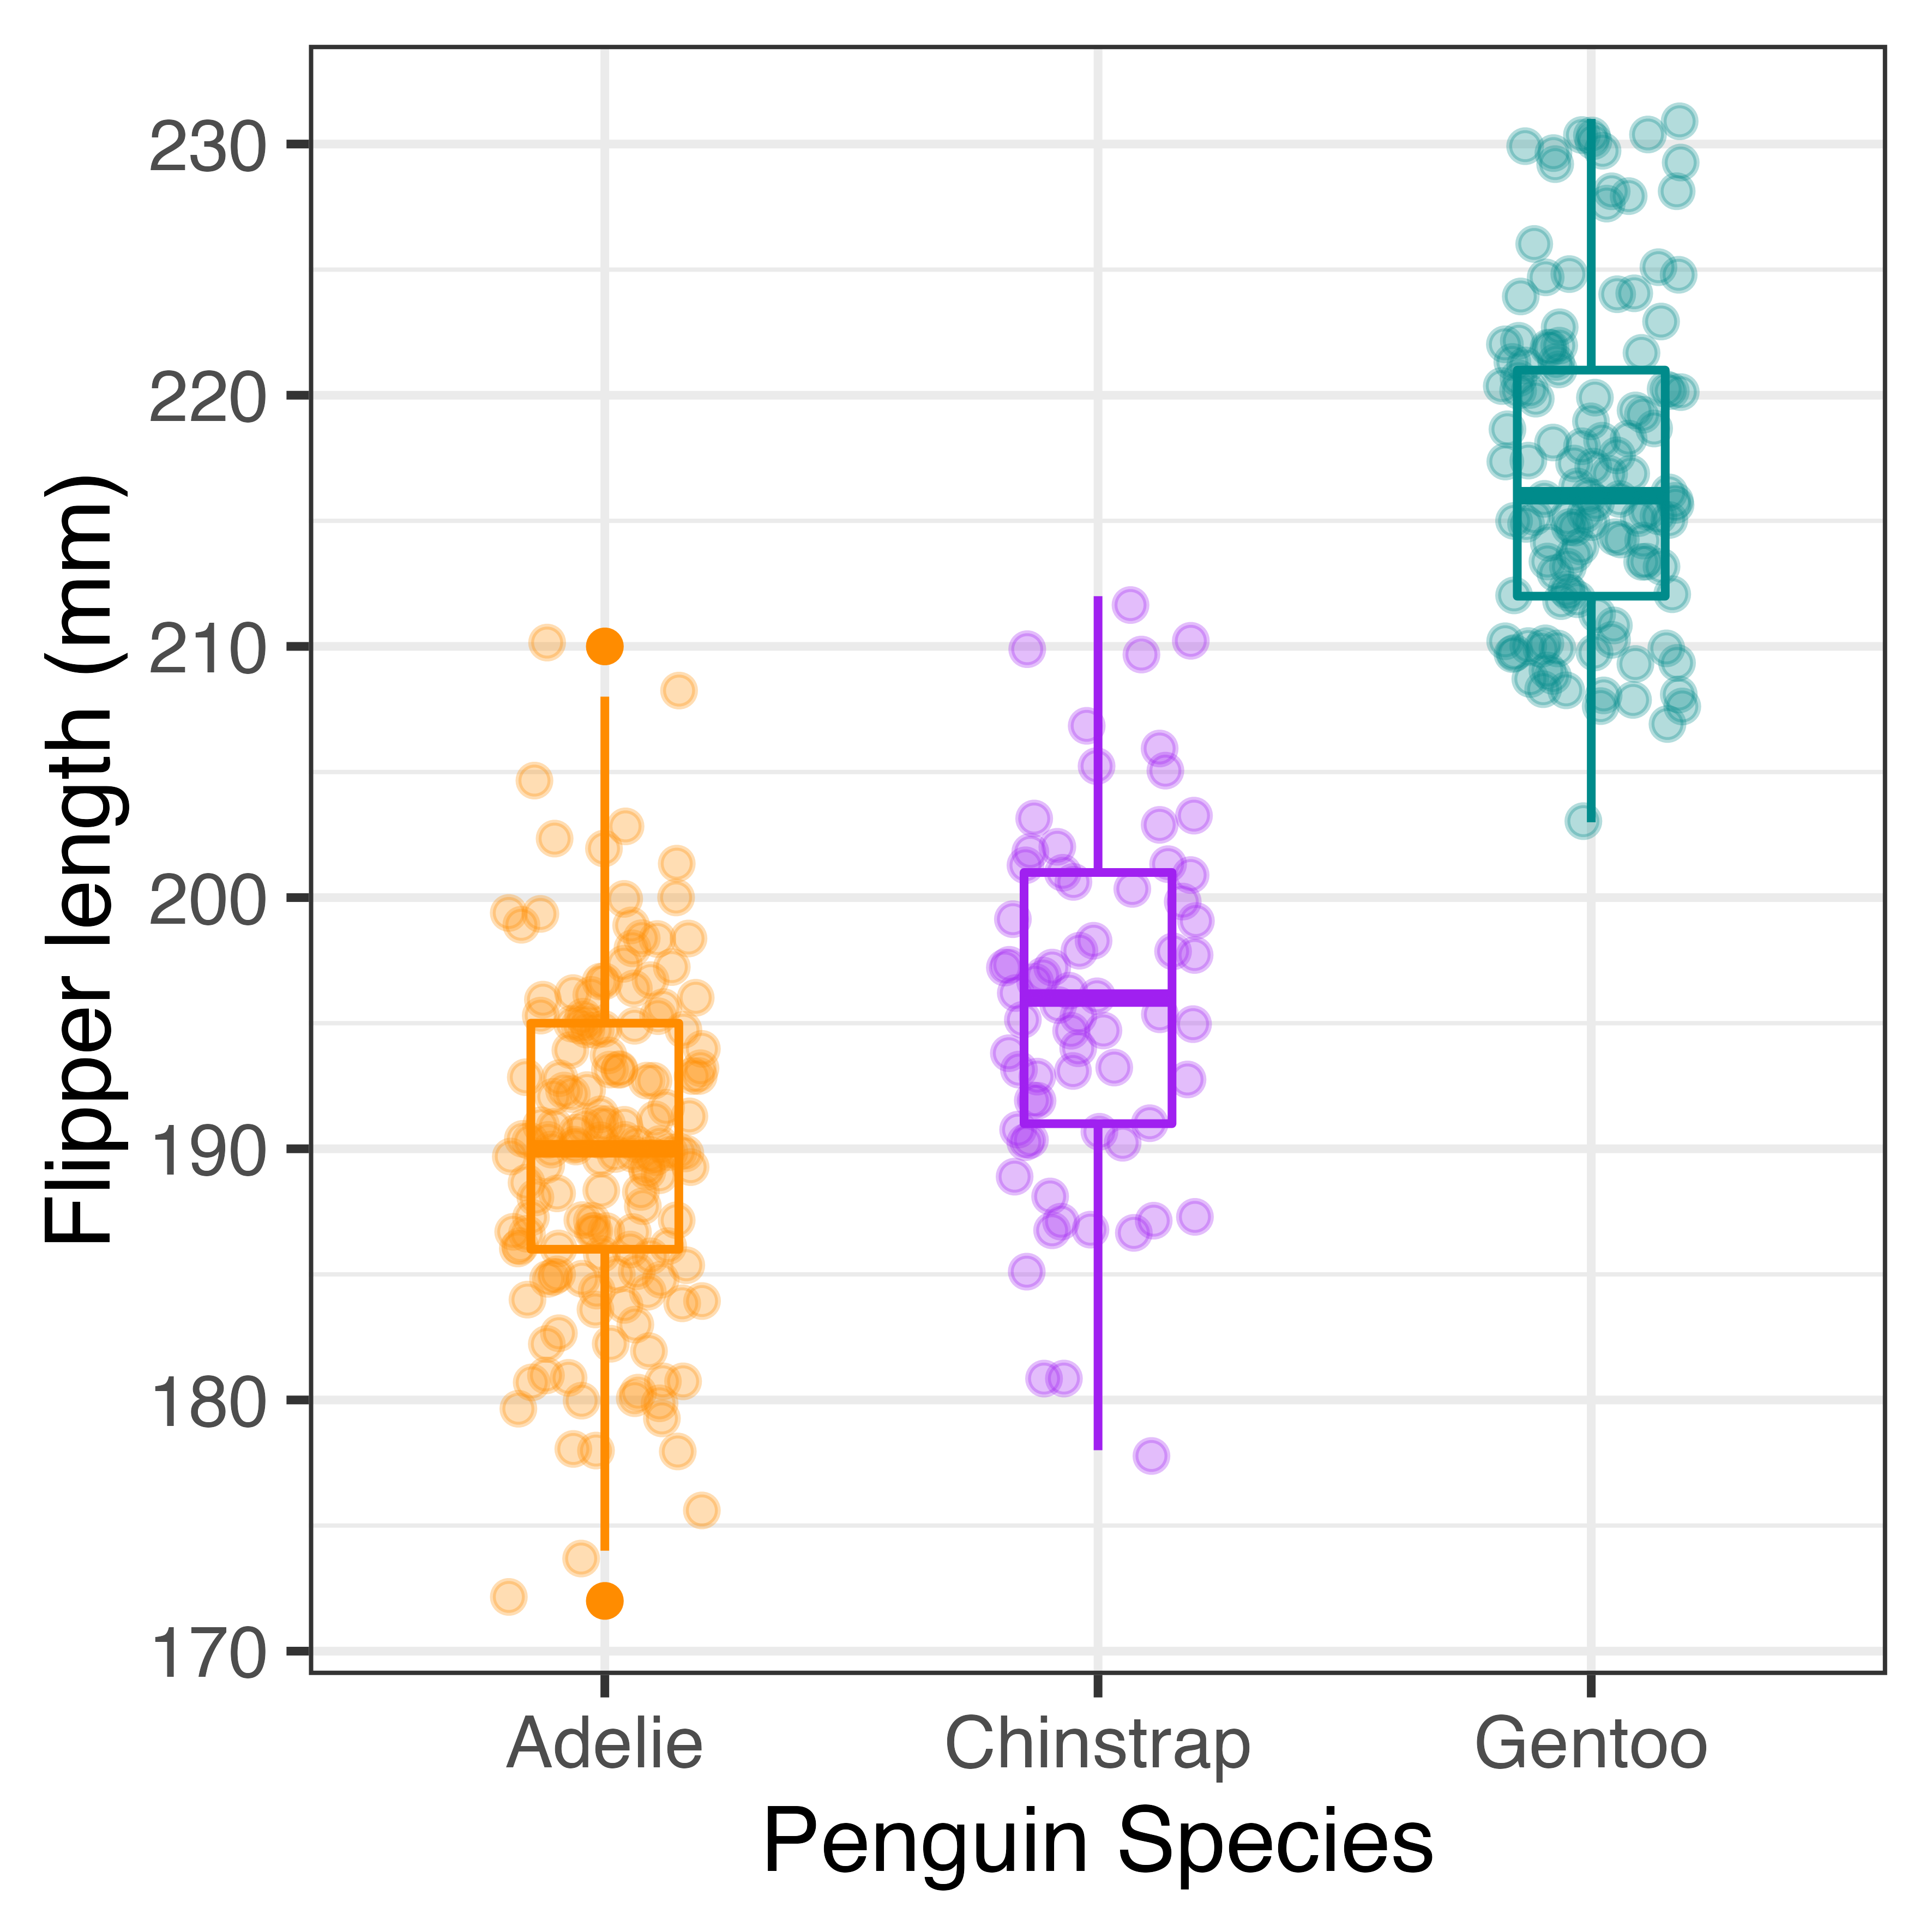 Flipper length (mm)
230
220
210
200
190
180
170
Adelie Chinstrap Gentoo
Penguin Species